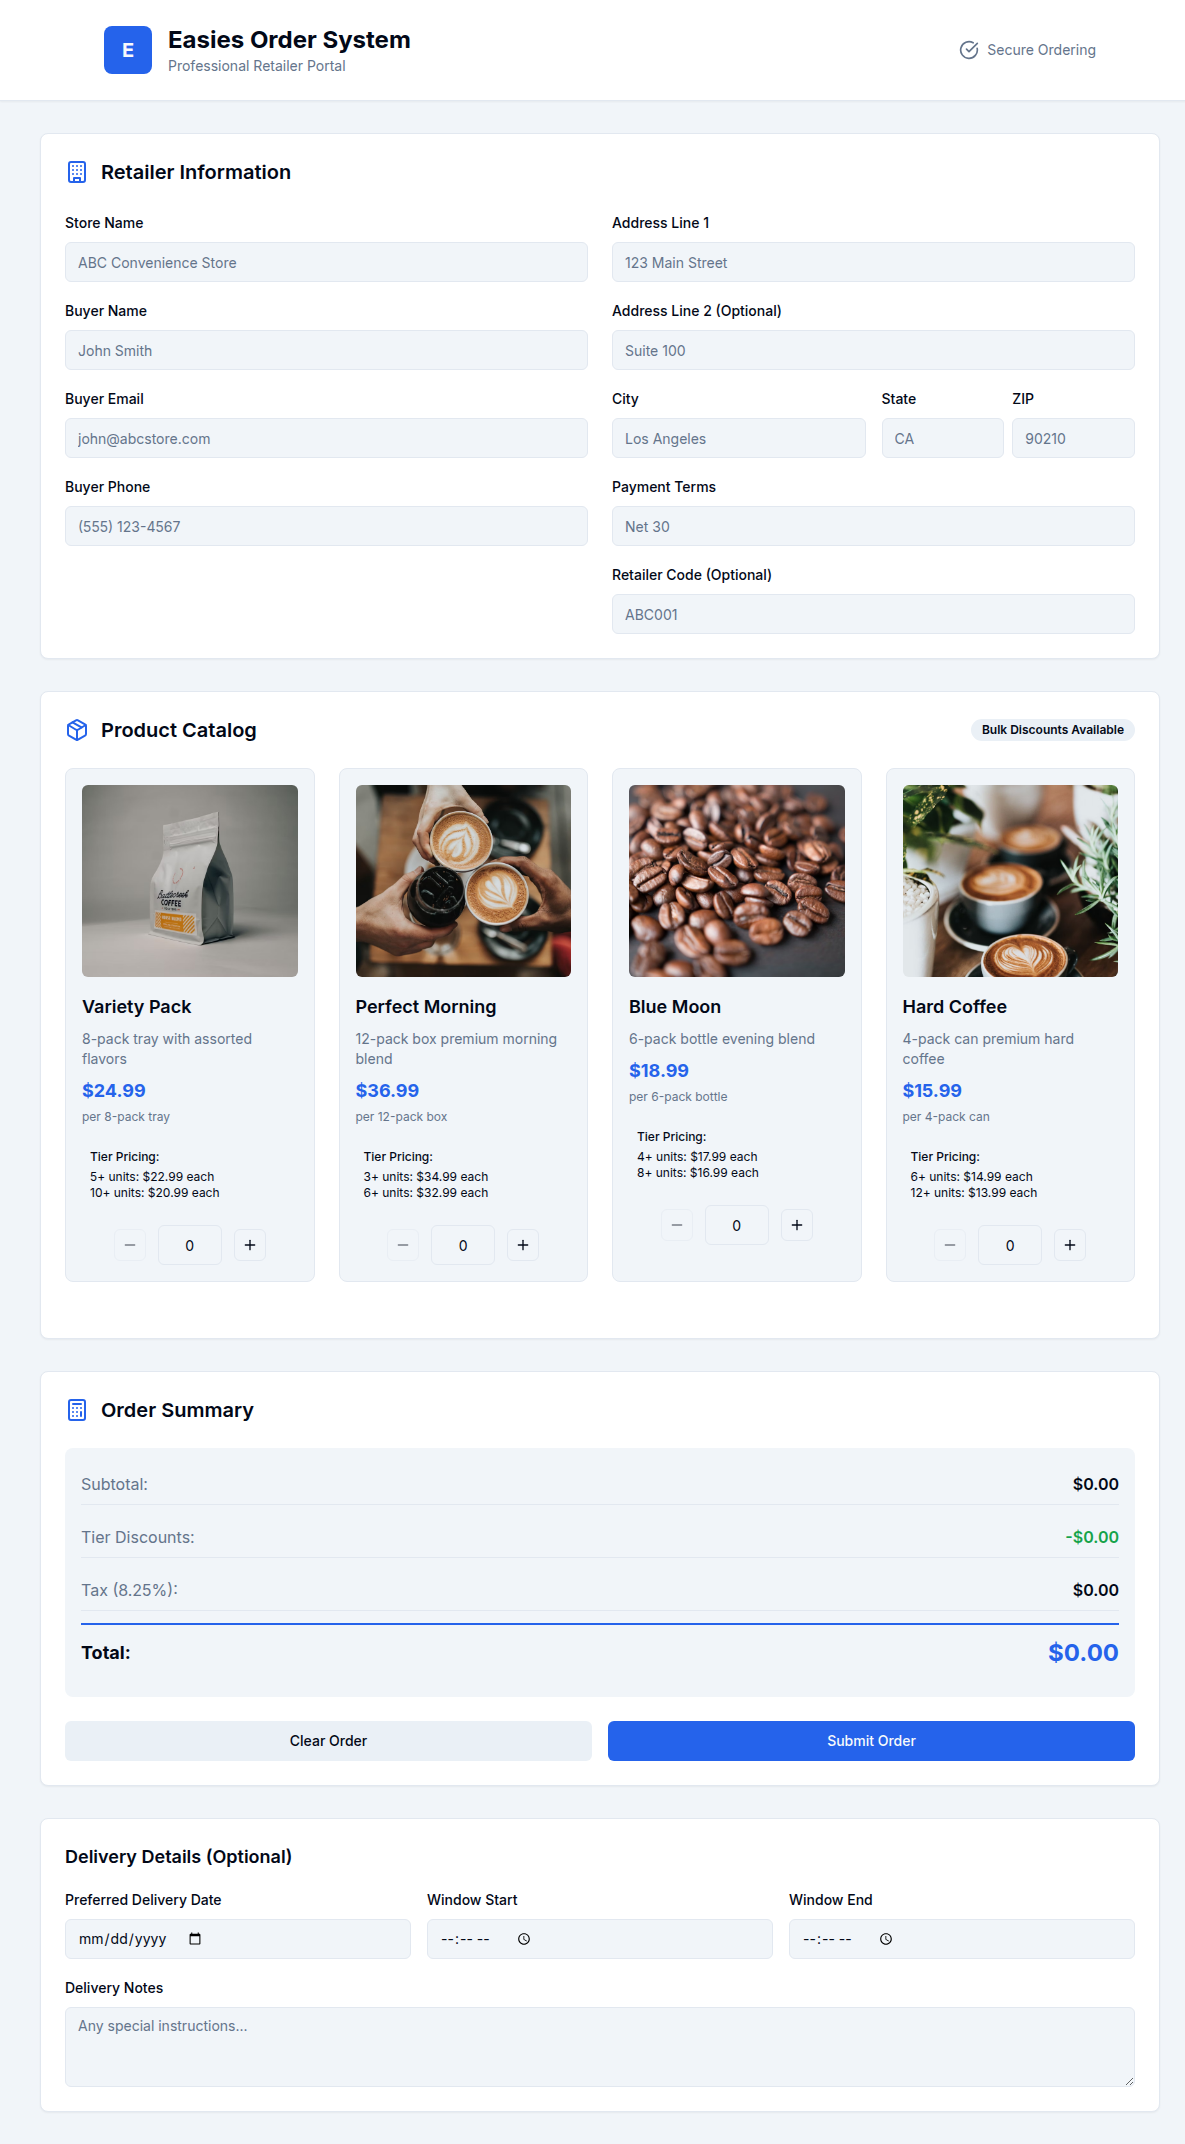 E
Easies Order System
Professional Retailer Portal
Secure Ordering
Retailer Information
Store Name
ABC Convenience Store
Address Line 1
123 Main Street
Buyer Name
John Smith
Address Line 2 (Optional)
Suite 100
Buyer Email
john@abcstore.com
City
Los Angeles
State
CA
ZIP
90210
Buyer Phone
(555) 123-4567
Payment Terms
Net 30
Retailer Code (Optional)
ABC001
Product Catalog
Bulk Discounts Available
COFFEE
Variety Pack
8-pack tray with assorted
flavors
$24.99
per 8-pack tray
Tier Pricing:
5+ units: $22.99 each
10+ units: $20.99 each
0
Perfect Morning
12-pack box premium morning
blend
$36.99
per 12-pack box
Tier Pricing:
3+ units: $34.99 each
6+ units: $32.99 each
0
Blue Moon
6-pack bottle evening blend
$18.99
per 6-pack bottle
Tier Pricing:
4+ units: $17.99 each
8+ units: $16.99 each
0
Hard Coffee
4-pack can premium hard
coffee
$15.99
per 4-pack can
Tier Pricing:
6+ units: $14.99 each
12+ units: $13.99 each
0
Order Summary
Subtotal: $0.00
Tier Discounts: -$0.00
Tax (8.25%): $0.00
Total: $0.00
Clear Order
Submit Order
Delivery Details (Optional)
Preferred Delivery Date
mm/dd/yyyy
Window Start
--:-- --
Window End
--:-- --
Delivery Notes
Any special instructions...